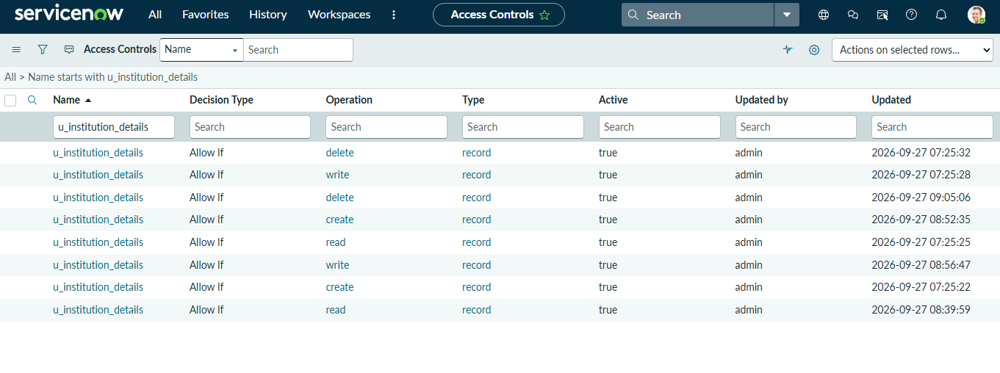 servicenow All Favorites History Workspaces Access Controls Search
Access Controls Name Search Actions on selected rows...
All > Name starts with u_institution_details
Name Decision Type Operation Type Active Updated by Updated
u_institution_details Search Search Search Search Search Search
u_institution_details Allow If delete record true admin 2026-09-27 07:25:32
u_institution_details Allow If write record true admin 2026-09-27 07:25:28
u_institution_details Allow If delete record true admin 2026-09-27 09:05:06
u_institution_details Allow If create record true admin 2026-09-27 08:52:35
u_institution_details Allow If read record true admin 2026-09-27 07:25:25
u_institution_details Allow If write record true admin 2026-09-27 08:56:47
u_institution_details Allow If create record true admin 2026-09-27 07:25:22
u_institution_details Allow If read record true admin 2026-09-27 08:39:59